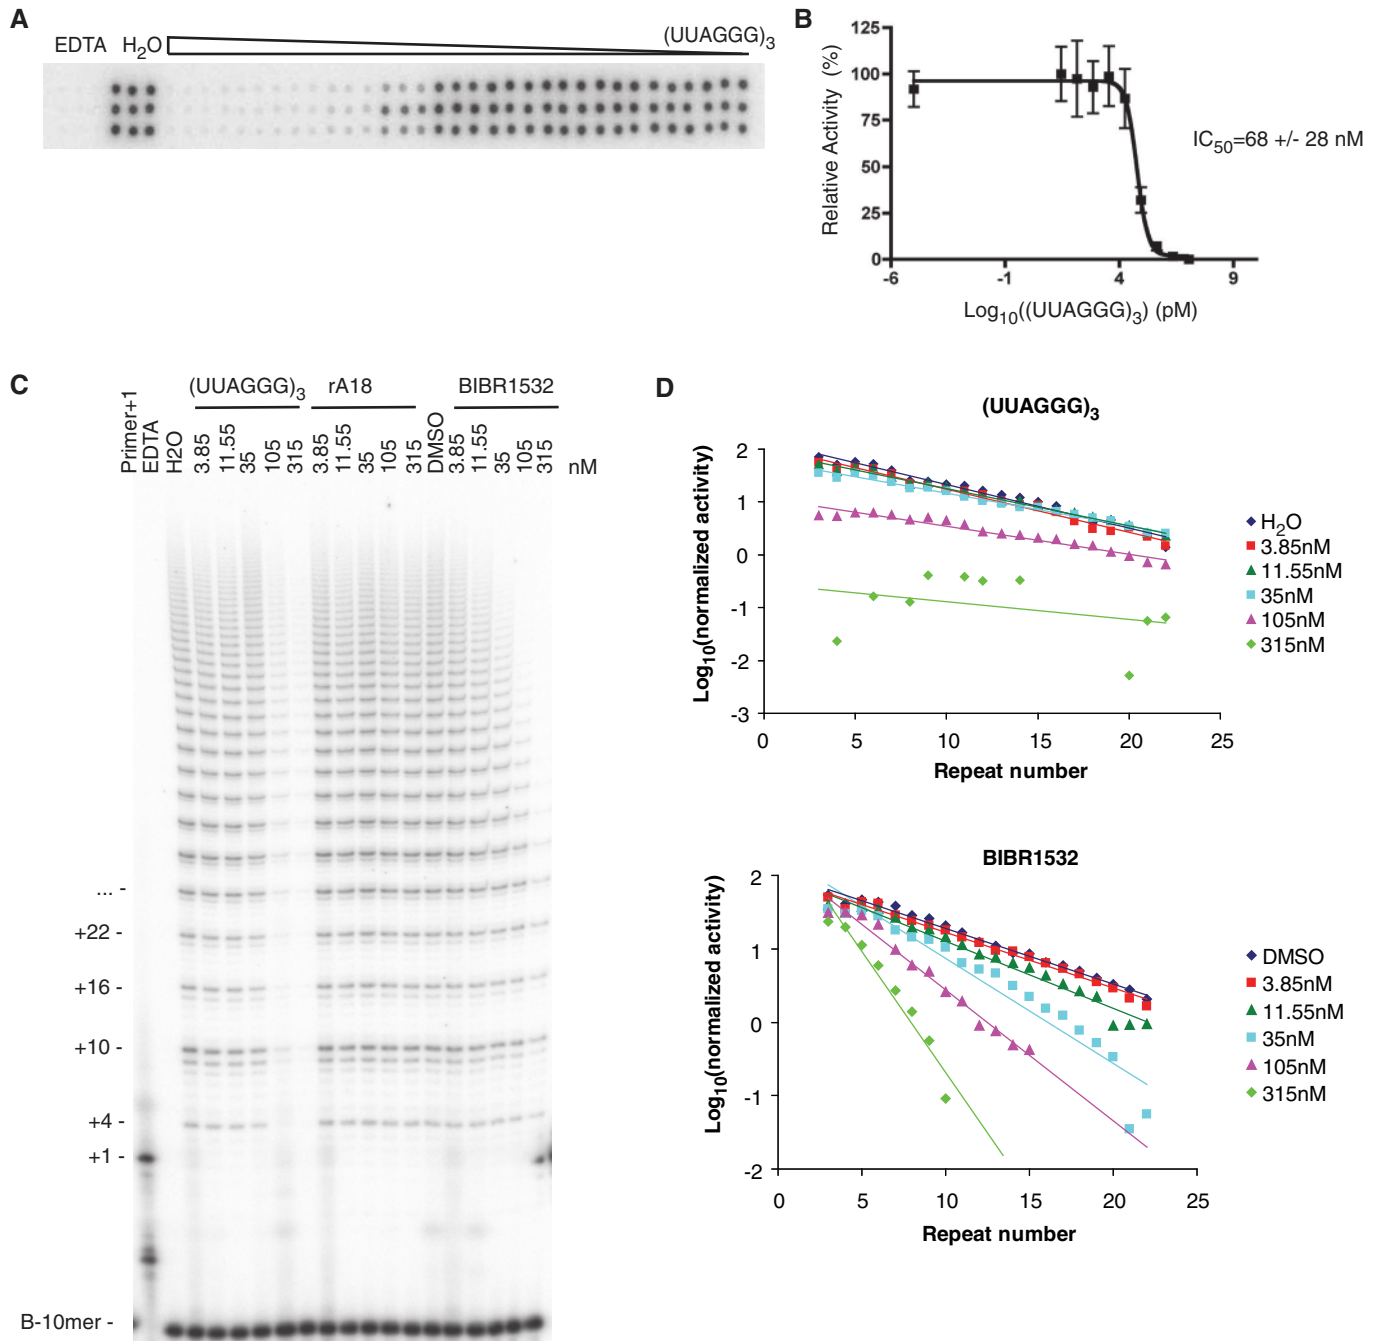 A
EDTA H2O (UUAGGG)3
B
125
100
75
50
25
0
-6 -1 4 9
Relative Activity (%)
Log10((UUAGGG)3) (pM)
IC50=68 +/- 28 nM
C
(UUAGGG)3 rA18 BIBR1532
Primer+1 EDTA H2O 3.85 11.55 35 105 315 3.85 11.55 35 105 315 DMSO 3.85 11.55 35 105 315 nM
... -
+22 -
+16 -
+10 -
+4 -
+1 -
B-10mer -
D
(UUAGGG)3
Log10(normalized activity)
2
1
0
-1
-2
-3
0 5 10 15 20 25
Repeat number
H2O
3.85nM
11.55nM
35nM
105nM
315nM
BIBR1532
Log10(normalized activity)
2
1
0
-1
-2
0 5 10 15 20 25
Repeat number
DMSO
3.85nM
11.55nM
35nM
105nM
315nM